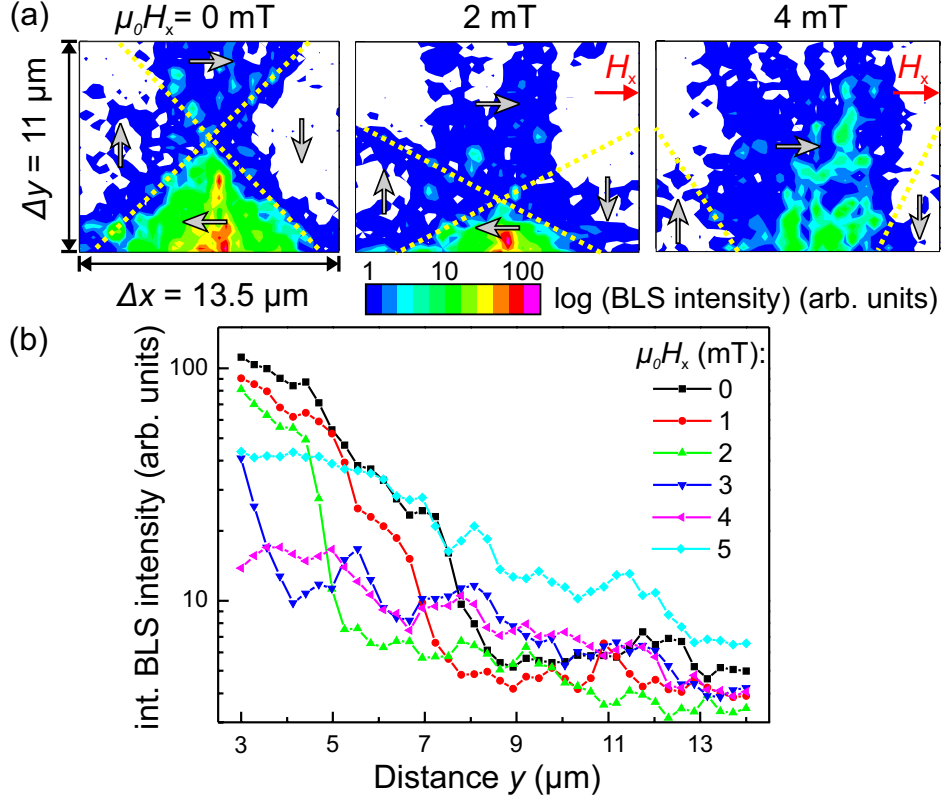 (a)
μ₀Hₓ = 0 mT
2 mT
4 mT
Hₓ
Hₓ
Δy = 11 μm
Δx = 13.5 μm
1 10 100
log (BLS intensity) (arb. units)
(b)
μ₀Hₓ (mT):
0
1
2
3
4
5
100
10
int. BLS intensity (arb. units)
3 5 7 9 11 13
Distance y (μm)